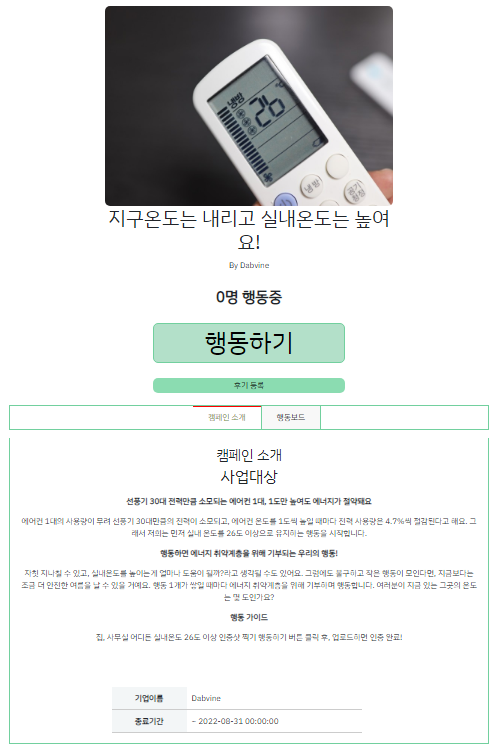 냉방
26
냉방
공기
청정
지구온도는 내리고 실내온도는 높여
요!
By Dabvine
0명 행동중
행동하기
후기 등록
캠페인 소개
행동보드
캠페인 소개
사업대상
선풍기 30대 전력만큼 소모되는 에어컨 1대, 1도만 높여도 에너지가 절약돼요
에어컨 1대의 사용량이 무려 선풍기 30대만큼의 전력이 소모되고, 에어컨 온도를 1도씩 높일 때마다 전력 사용량은 4.7%씩 절감된다고 해요. 그
래서 저희는 먼저 실내 온도를 26도 이상으로 유지하는 행동을 시작합니다.
행동하면 에너지 취약계층을 위해 기부되는 우리의 행동!
자칫 지나칠 수 있고, 실내온도를 높이는게 얼마나 도움이 될까?라고 생각될 수도 있어요. 그럼에도 불구하고 작은 행동이 모인다면, 지금보다는
조금 더 안전한 여름을 날 수 있을 거예요. 행동 1개가 쌓일 때마다 에너지 취약계층을 위해 기부하며 행동합니다. 여러분이 지금 있는 그곳의 온도
는 몇 도인가요?
행동 가이드
집, 사무실 어디든 실내온도 26도 이상 인증샷 찍기 행동하기 버튼 클릭 후, 업로드하면 인증 완료!
기업이름 Dabvine
종료기간 ~ 2022-08-31 00:00:00